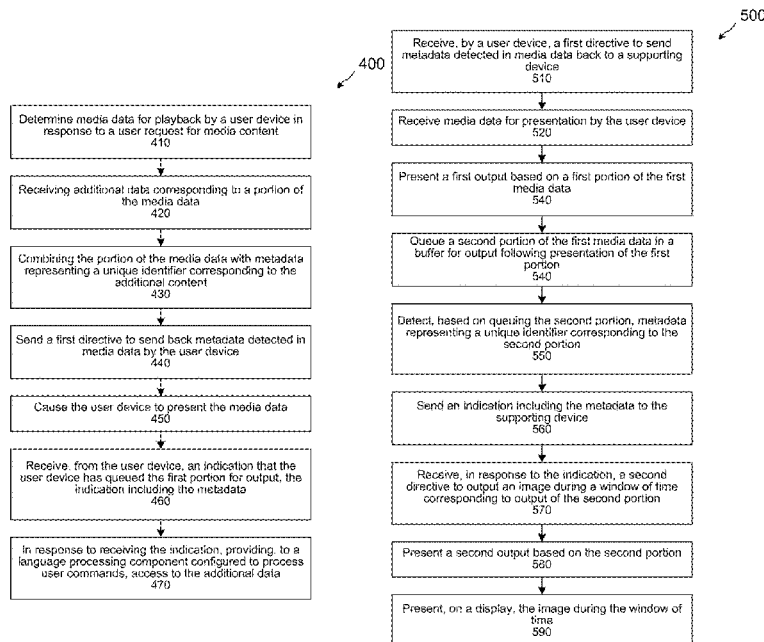 400
Determine media data for playback by a user device in
response to a user request for media content
410
Receiving additional data corresponding to a portion of
the media data
420
Combining the portion of the media data with metadata
representing a unique identifier corresponding to the
additional content
430
Send a first directive to send back metadata detected in
media data by the user device
440
Cause the user device to present the media data
450
Receive, from the user device, an indication that the
user device has queued the first portion for output, the
indication including the metadata
460
In response to receiving the indication, providing, to a
language processing component configured to process
user commands, access to the additional data
470
500
Receive, by a user device, a first directive to send
metadata detected in media data back to a supporting
device
510
Receive media data for presentation by the user device
520
Present a first output based on a first portion of the first
media data
540
Queue a second portion of the first media data in a
buffer for output following presentation of the first
portion
540
Detect, based on queuing the second portion, metadata
representing a unique identifier corresponding to the
second portion
550
Send an indication including the metadata to the
supporting device
560
Receive, in response to the indication, a second
directive to output an image during a window of time
corresponding to output of the second portion
570
Present a second output based on the second portion
580
Present, on a display, the image during the window of
time
590